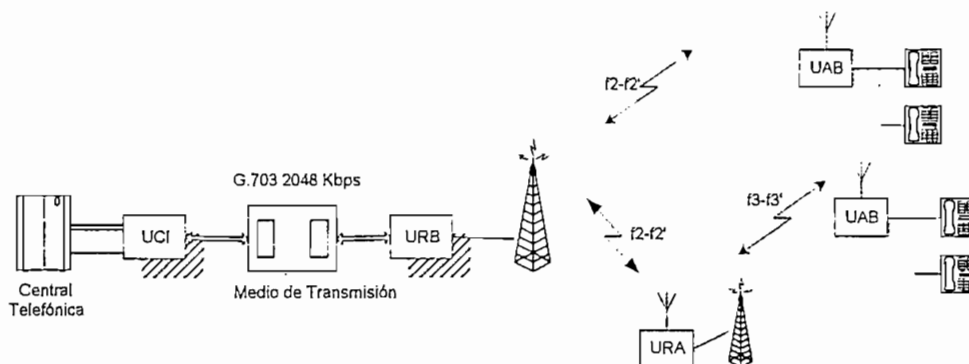 UAB
f2-f2'
G.703 2048 Kbps
f3-f3'
UAB
UCI
URB
f2-f2'
Central
Telefónica
Medio de Transmisión
URA